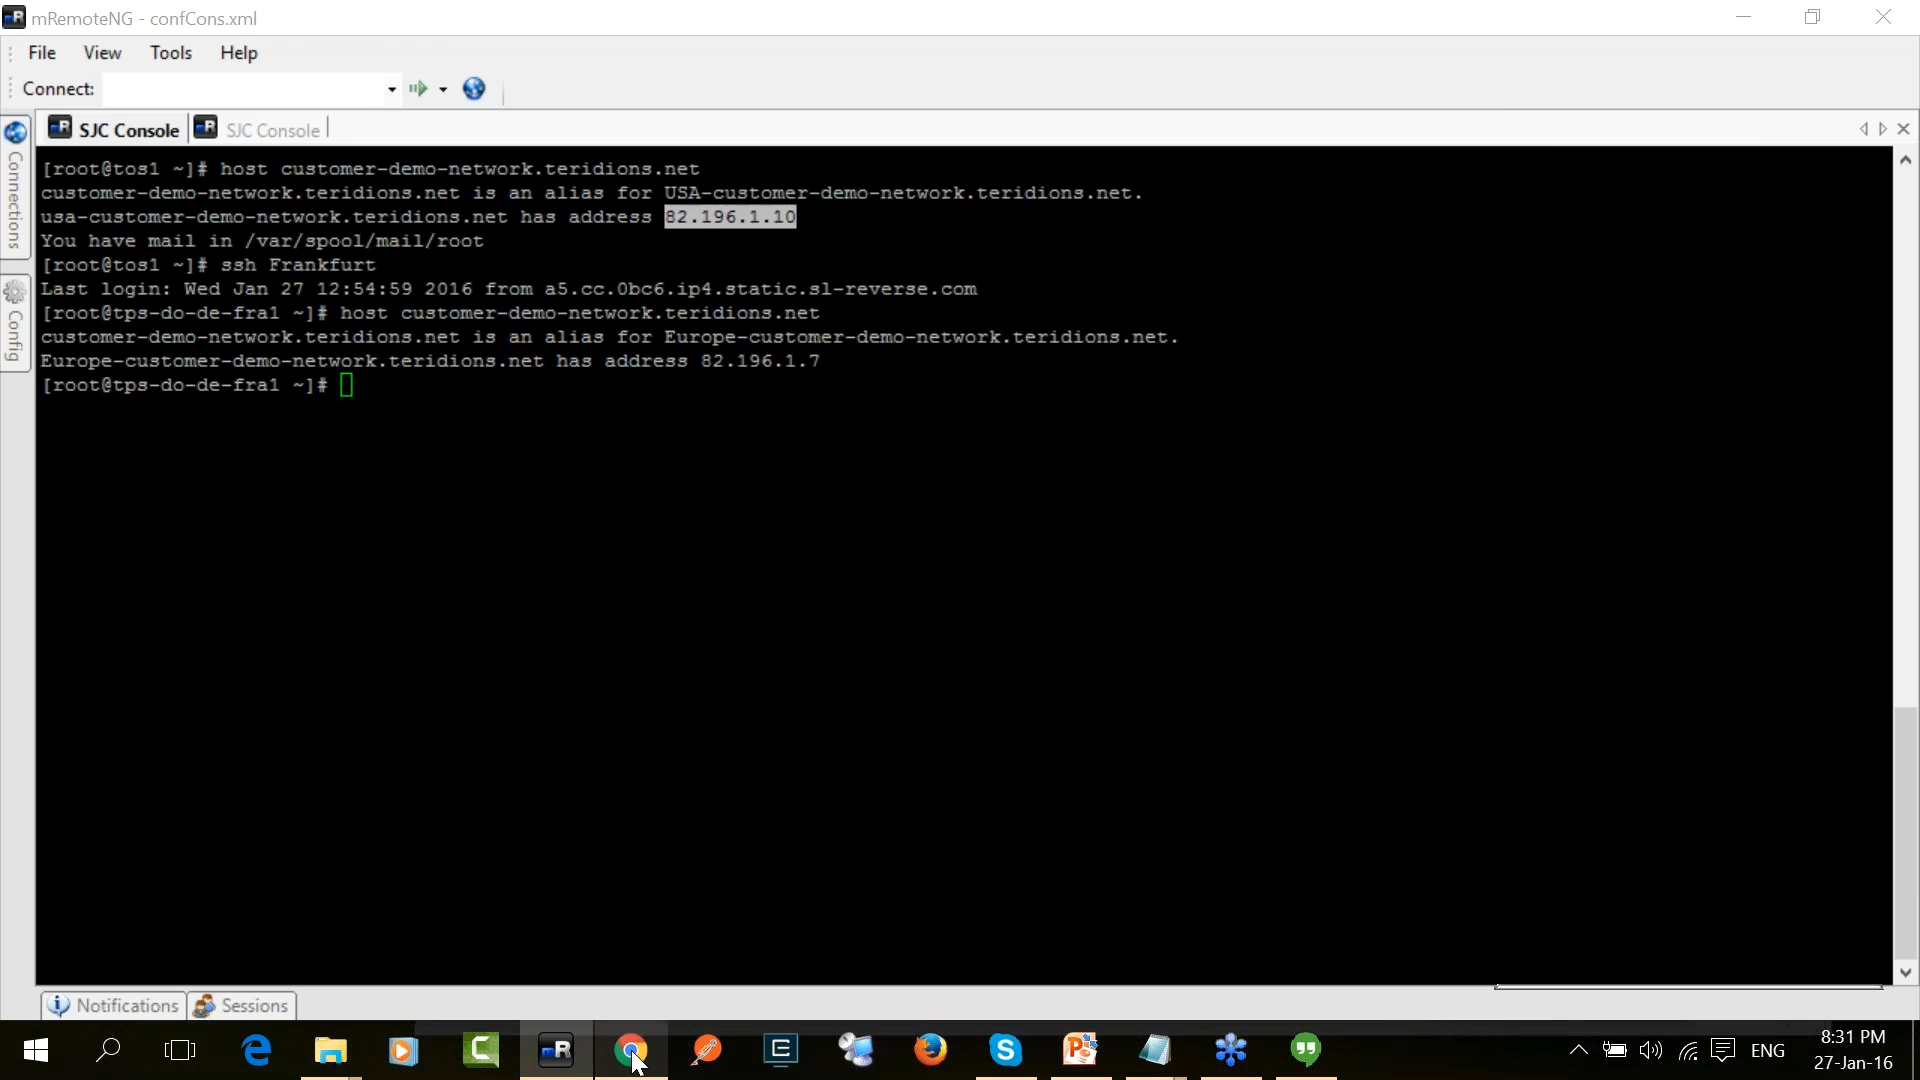 mRemoteNG - confCons.xml
File View Tools Help
Connect:
SJC Console SJC Console
Connections
Config
[root@tos1 ~]# host customer-demo-network.teridions.net
customer-demo-network.teridions.net is an alias for USA-customer-demo-network.teridions.net.
usa-customer-demo-network.teridions.net has address 82.196.1.10
You have mail in /var/spool/mail/root
[root@tos1 ~]# ssh Frankfurt
Last login: Wed Jan 27 12:54:59 2016 from a5.cc.0bc6.ip4.static.sl-reverse.com
[root@tps-do-de-fra1 ~]# host customer-demo-network.teridions.net
customer-demo-network.teridions.net is an alias for Europe-customer-demo-network.teridions.net.
Europe-customer-demo-network.teridions.net has address 82.196.1.7
[root@tps-do-de-fra1 ~]#
Notifications Sessions
ENG
8:31 PM
27-Jan-16